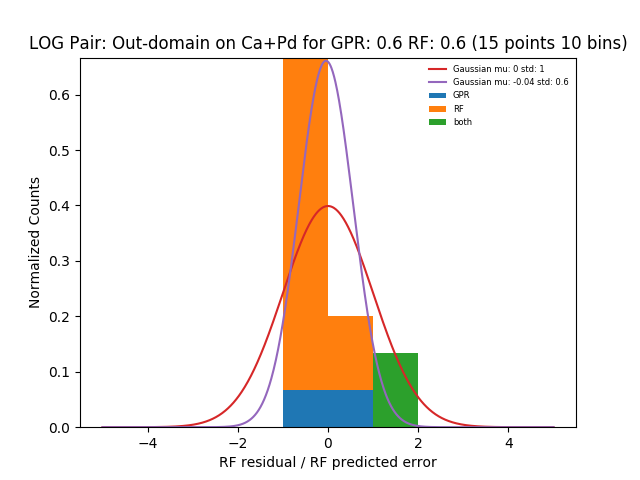 LOG Pair: Out-domain on Ca+Pd for GPR: 0.6 RF: 0.6 (15 points 10 bins)
Gaussian mu: 0 std: 1
Gaussian mu: -0.04 std: 0.6
GPR
RF
both
Normalized Counts
0.6
0.5
0.4
0.3
0.2
0.1
0.0
−4
−2
0
2
4
RF residual / RF predicted error